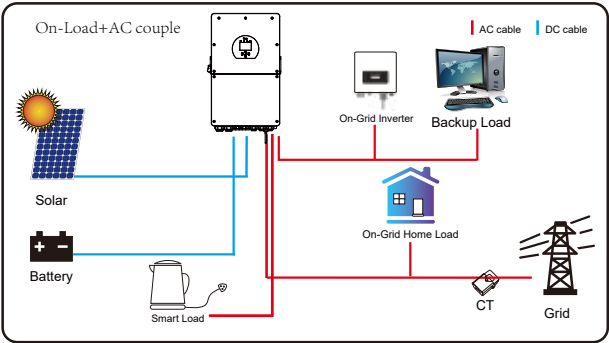 On-Load+AC couple
AC cable
DC cable
On-Grid Inverter
Backup Load
Solar
On-Grid Home Load
Battery
Smart Load
CT
Grid